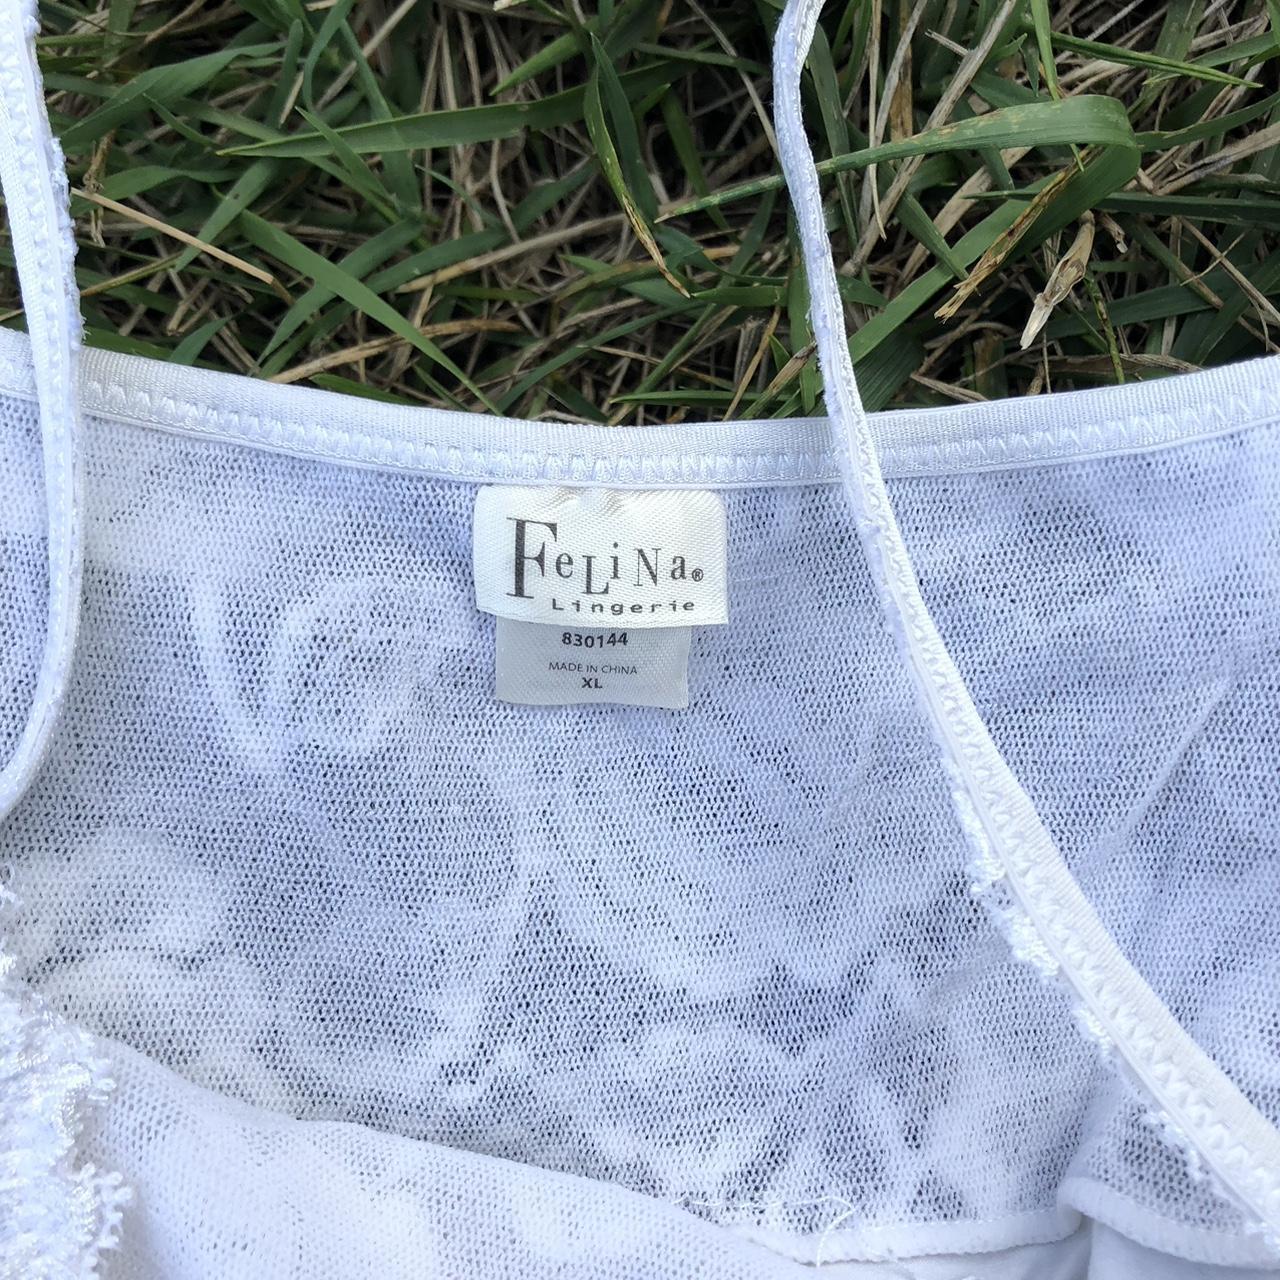 FeLiNa®
Lingerie
830144
MADE IN CHINA
XL